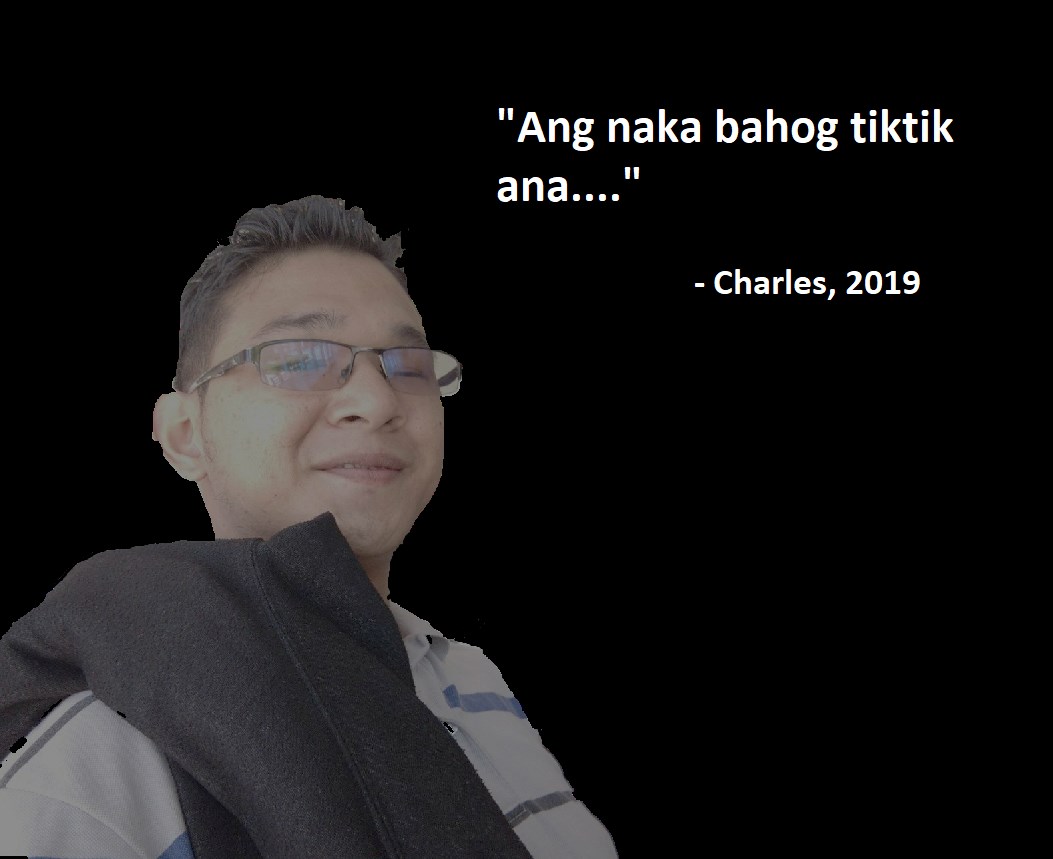 "Ang naka bahog tiktik
ana...."
- Charles, 2019